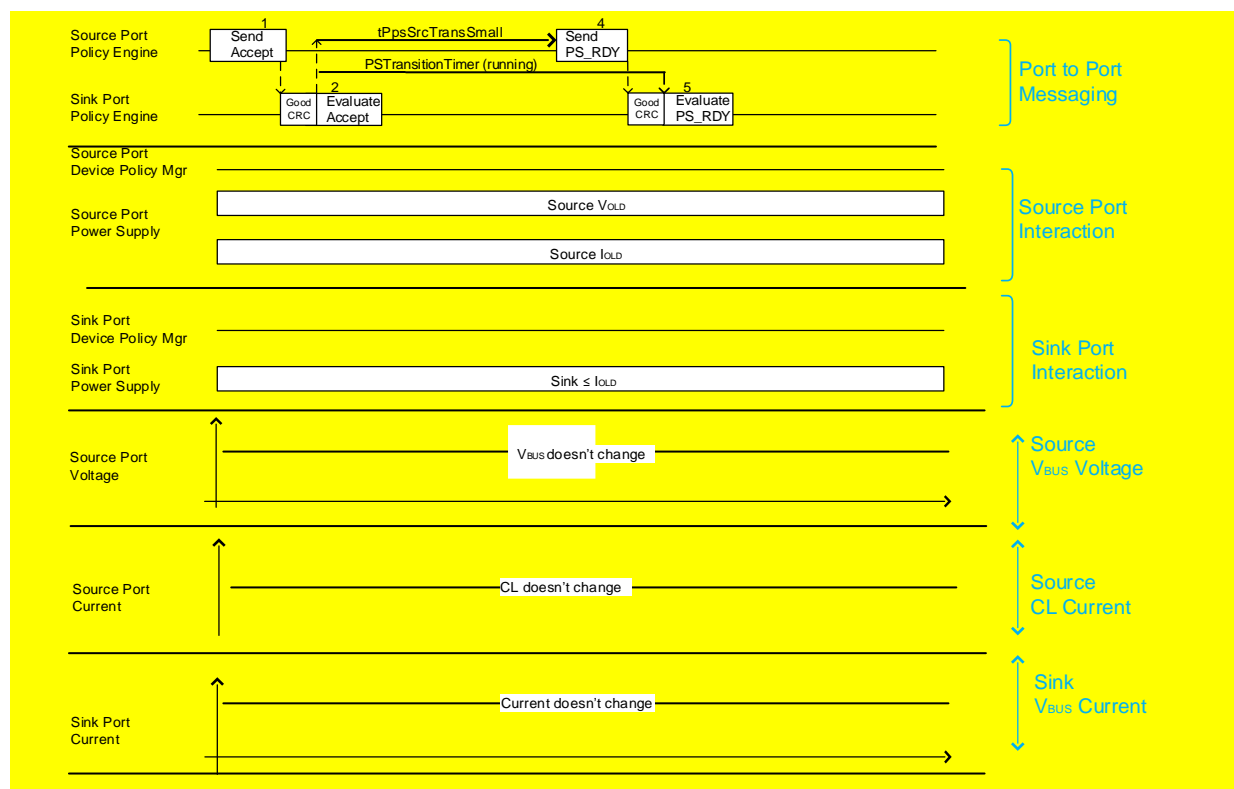 Source Port
Policy Engine
1
Send
Accept
tPpsSrcTransSmall
4
Send
PS_RDY
PSTransitionTimer (running)
Sink Port
Policy Engine
Good
CRC
2
Evaluate
Accept
Good
CRC
5
Evaluate
PS_RDY
Port to Port
Messaging
Source Port
Device Policy Mgr
Source Port
Power Supply
Source VOLD
Source IOLD
Source Port
Interaction
Sink Port
Device Policy Mgr
Sink Port
Power Supply
Sink ≤ IOLD
Sink Port
Interaction
Source Port
Voltage
VBUS doesn't change
Source
VBUS Voltage
Source Port
Current
CL doesn't change
Source
CL Current
Sink Port
Current
Current doesn't change
Sink
VBUS Current